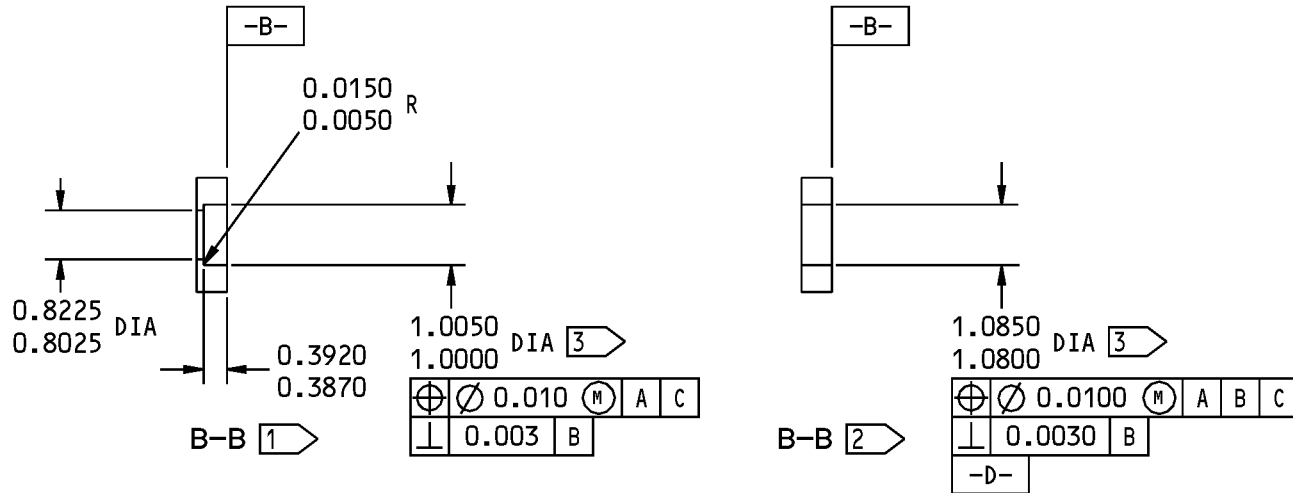 -B-
0.0150
0.0050 R
0.8225
0.8025 DIA
0.3920
0.3870
1.0050
1.0000 DIA 3
⌖ ⌀ 0.010 Ⓜ A C
⊥ 0.003 B
B-B 1
-B-
1.0850
1.0800 DIA 3
⌖ ⌀ 0.0100 Ⓜ A B C
⊥ 0.0030 B
-D-
B-B 2